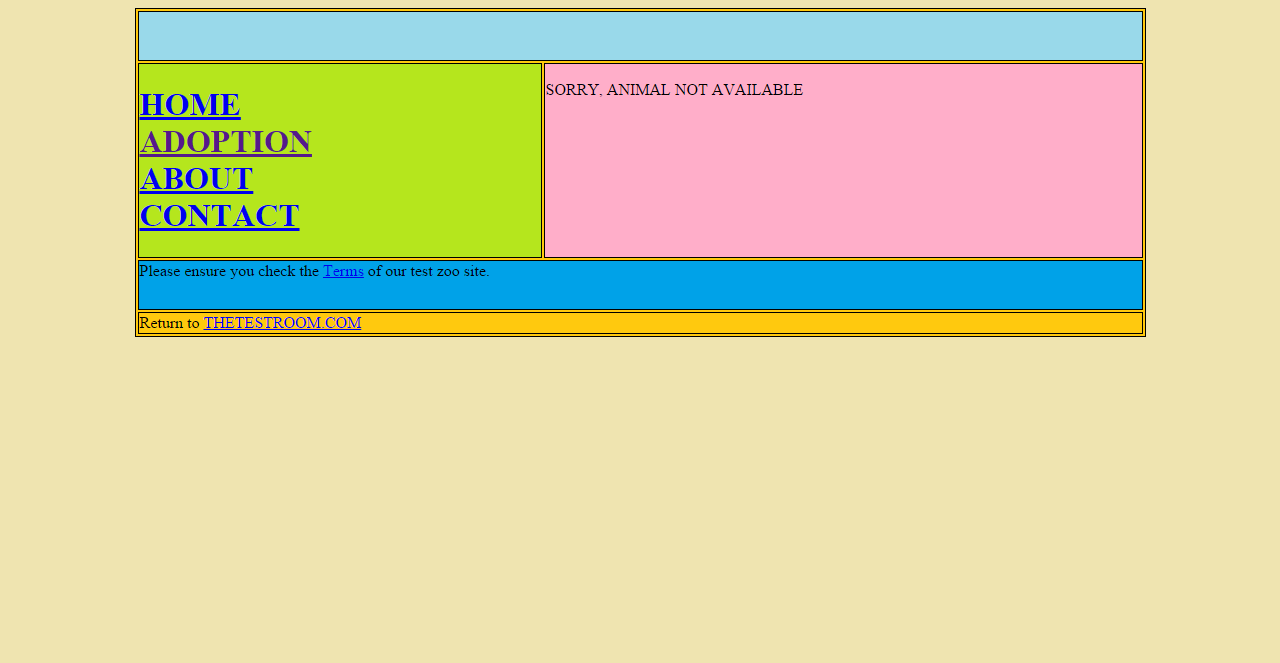 HOME
ADOPTION
ABOUT
CONTACT
SORRY, ANIMAL NOT AVAILABLE
Please ensure you check the Terms of our test zoo site.
Return to THETESTROOM.COM